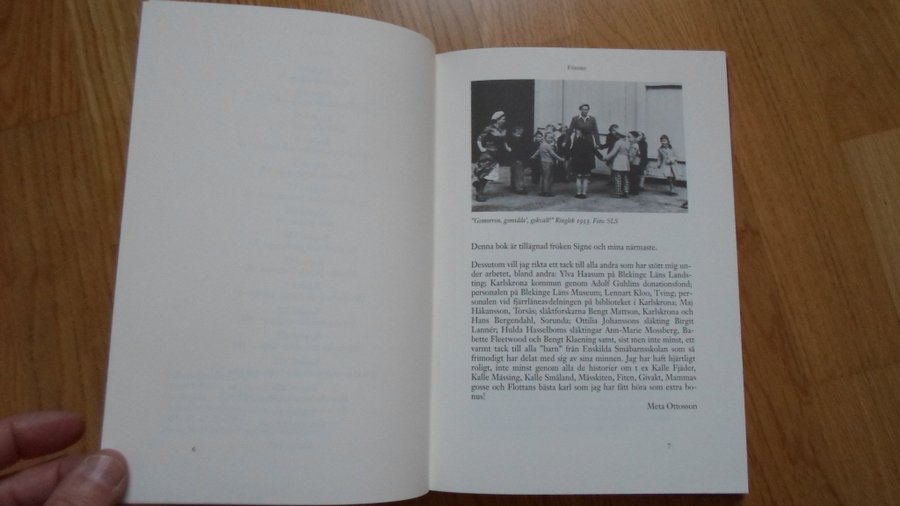 Förord
"Gomorron, gomidda', gokväll!" Ringlek 1953. Foto SLS
Denna bok är tillägnad fröken Signe och mina närmaste.
Dessutom vill jag rikta ett tack till alla andra som har stött mig un-
der arbetet, bland andra: Ylva Haasum på Blekinge Läns Lands-
ting; Karlskrona kommun genom Adolf Guhlins donationsfond;
personalen på Blekinge Läns Museum; Lennart Kloo, Tving; per-
sonalen vid fjärrlåneavdelningen på biblioteket i Karlskrona; Maj
Håkansson, Torsås; släktforskarna Bengt Mattson, Karlskrona och
Hans Bergendahl, Sorunda; Ottilia Johanssons släkting Birgit
Lannér; Hulda Hasselboms släktingar Ann-Marie Mossberg, Ba-
bette Fleetwood och Bengt Klaening samt, sist men inte minst, ett
varmt tack till alla "barn" från Enskilda Småbarnsskolan som så
frimodigt har delat med sig av sina minnen. Jag har haft hjärtligt
roligt, inte minst genom alla de historier om t ex Kalle Fjäder,
Kalle Mässing, Kalle Småland, Mässkiten, Fiten, Givakt, Mammas
gosse och Flottans bästa karl som jag har fått höra som extra bo-
nus!
Meta Ottosson
6
7